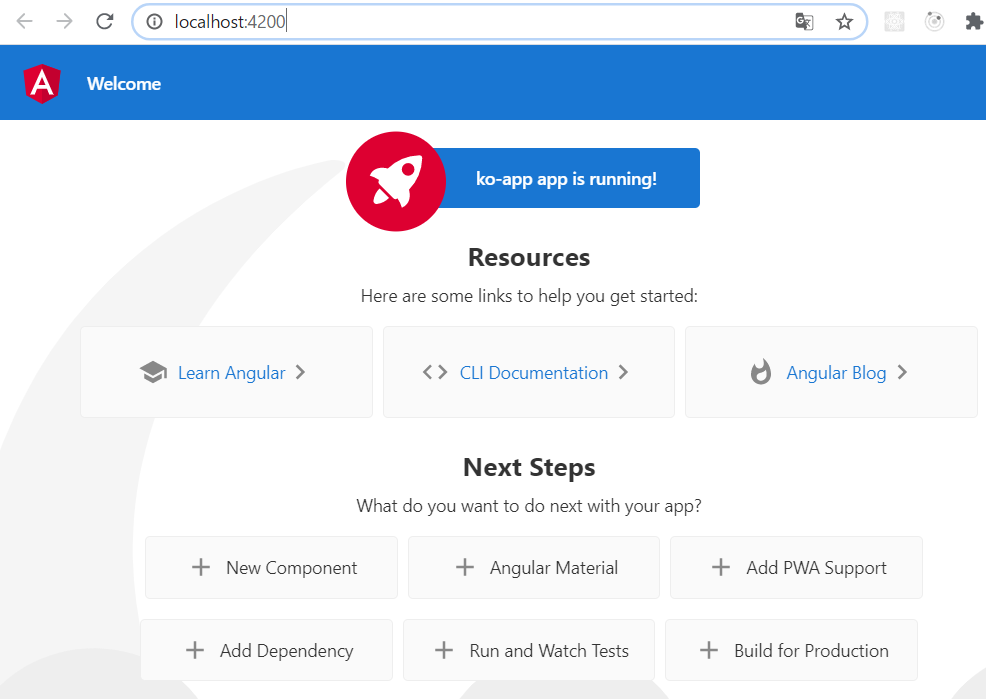 localhost:4200
Welcome
ko-app app is running!
Resources
Here are some links to help you get started:
Learn Angular
CLI Documentation
Angular Blog
Next Steps
What do you want to do next with your app?
New Component
Angular Material
Add PWA Support
Add Dependency
Run and Watch Tests
Build for Production